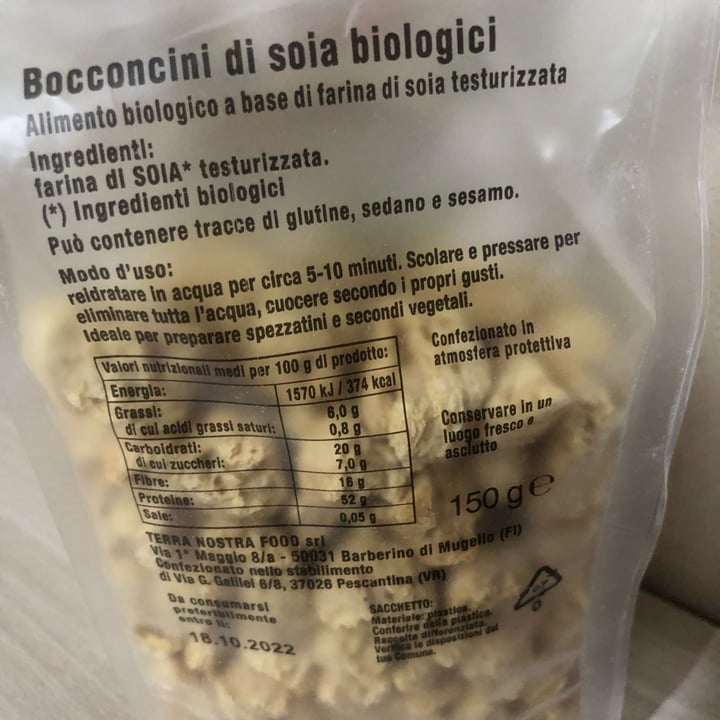 Bocconcini di soia biologici
Alimento biologico a base di farina di soia testurizzata
Ingredienti:
farina di SOIA* testurizzata.
(*) Ingredienti biologici
Può contenere tracce di glutine, sedano e sesamo.
Modo d'uso:
reidratare in acqua per circa 5-10 minuti. Scolare e pressare per
eliminare tutta l'acqua, cuocere secondo i propri gusti.
Ideale per preparare spezzatini e secondi vegetali.
Valori nutrizionali medi per 100 g di prodotto:
Energia: 1570 kJ / 374 kcal
Grassi: 6,0 g
di cui acidi grassi saturi: 0,8 g
Carboidrati: 20 g
di cui zuccheri: 7,0 g
Fibre: 16 g
Proteine: 52 g
Sale: 0,05 g
Confezionato in
atmosfera protettiva
Conservare in un
luogo fresco e
asciutto
150 g e
TERRA NOSTRA FOOD srl
Via 1° Maggio 8/a - 50031 Barberino di Mugello (FI)
Confezionato nello stabilimento
di Via G. Galilei 6/8, 37026 Pescantina (VR)
Da consumarsi
preferibilmente
entro il:
18.10.2022
SACCHETTO:
Materiale: plastica.
Conferire nella plastica.
Raccolta differenziata.
Verifica le disposizioni del
tuo Comune.